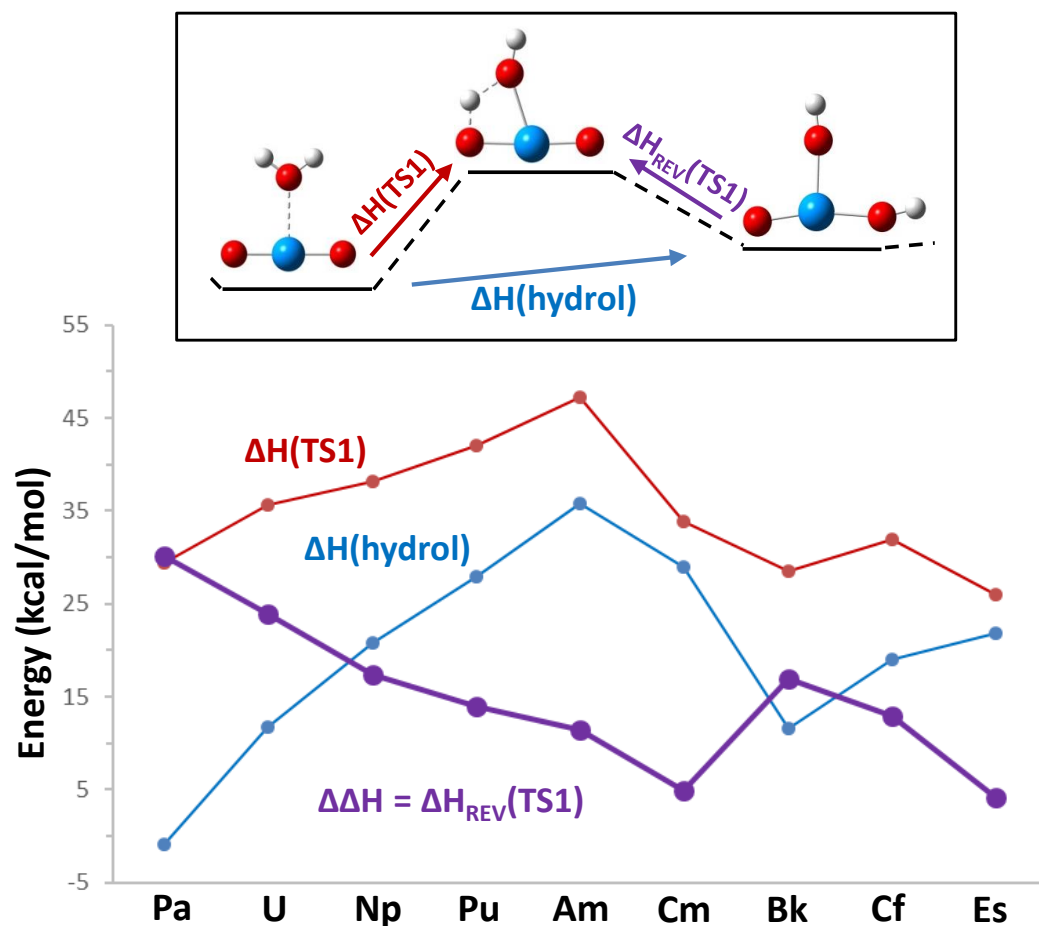 ΔH(TS1)
ΔH_REV(TS1)
ΔH(hydrol)
Energy (kcal/mol)
55
45
35
25
15
5
-5
ΔH(TS1)
ΔH(hydrol)
ΔΔH = ΔH_REV(TS1)
Pa U Np Pu Am Cm Bk Cf Es